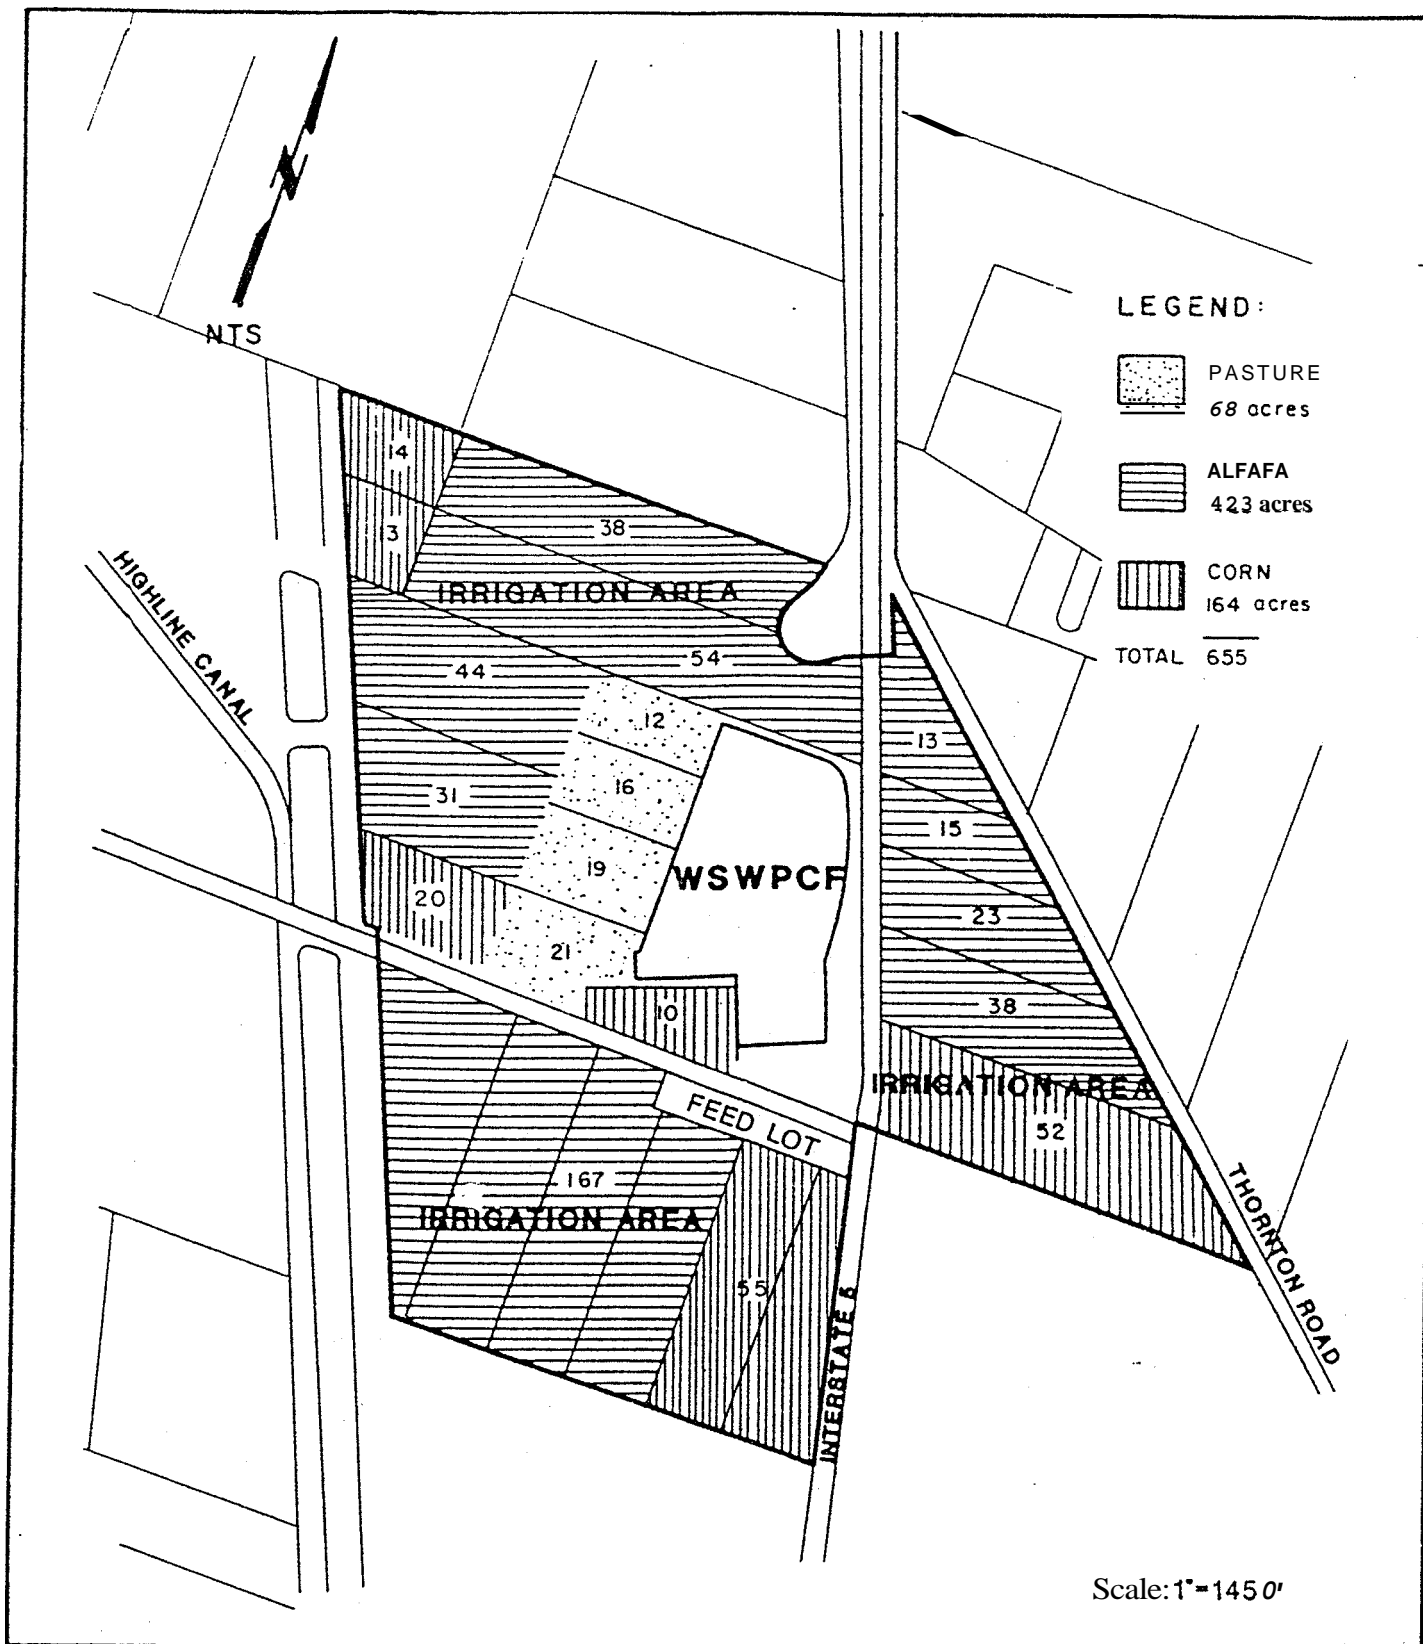 N
NTS
LEGEND:
PASTURE
68 acres
ALFAFA
423 acres
CORN
164 acres
TOTAL 655
14
13
38
IRRIGATION AREA
HIGHLINE CANAL
44
54
12
13
16
31
15
19
WSWPCF
20
23
21
38
10
IRRIGATION AREA
52
FEED LOT
167
IRRIGATION AREA
55
INTERSTATE 5
THORNTON ROAD
Scale: 1"=1450'